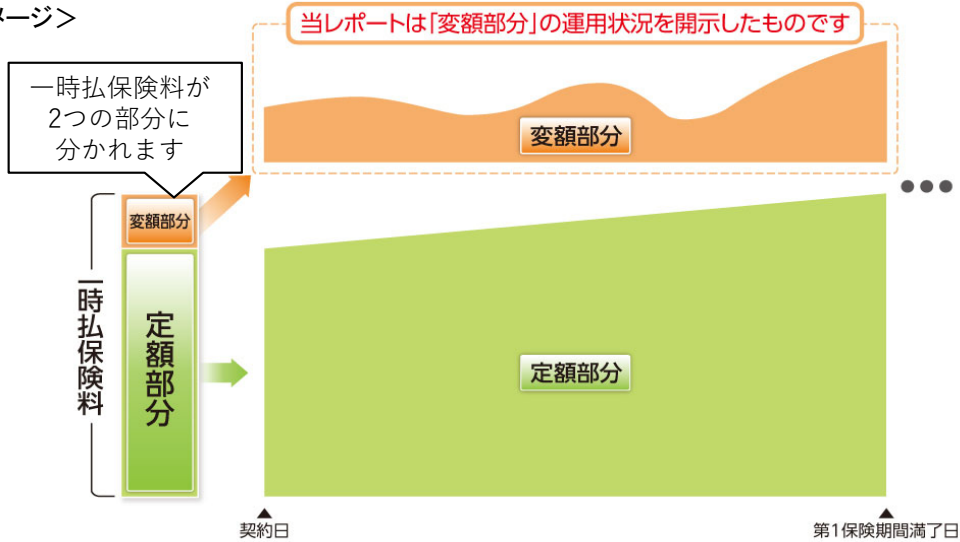 メージ＞
当レポートは「変額部分」の運用状況を開示したものです
一時払保険料が
2つの部分に
分かれます
変額部分
変額部分
一時払保険料
定額部分
定額部分
●●●
契約日
第1保険期間満了日